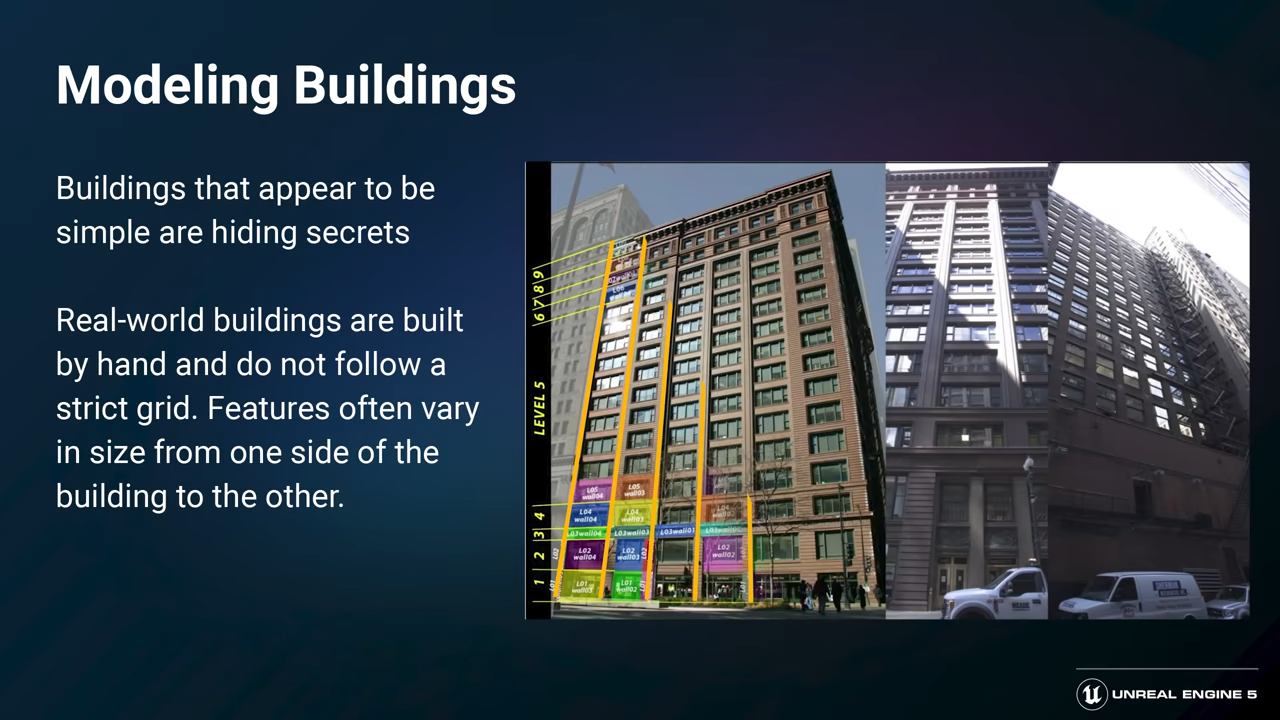 Modeling Buildings
Buildings that appear to be
simple are hiding secrets
Real-world buildings are built
by hand and do not follow a
strict grid. Features often vary
in size from one side of the
building to the other.
6 7 8 9
LEVEL 5
4
3
2
1
L05
wall04
L05
wall03
L04
wall04
L04
wall03
L03wall04
L03wall03
L03wall01
L02
wall04
L02
wall03
L02
wall02
L01
wall03
L01
wall02
UNREAL ENGINE 5